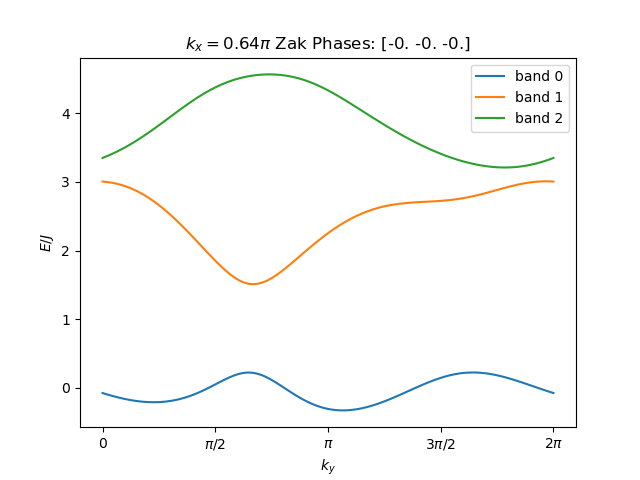 $k_x = 0.64\pi$ Zak Phases: [-0. -0. -0.]
band 0
band 1
band 2
E/J
4
3
2
1
0
0
π/2
π
3π/2
2π
$k_y$